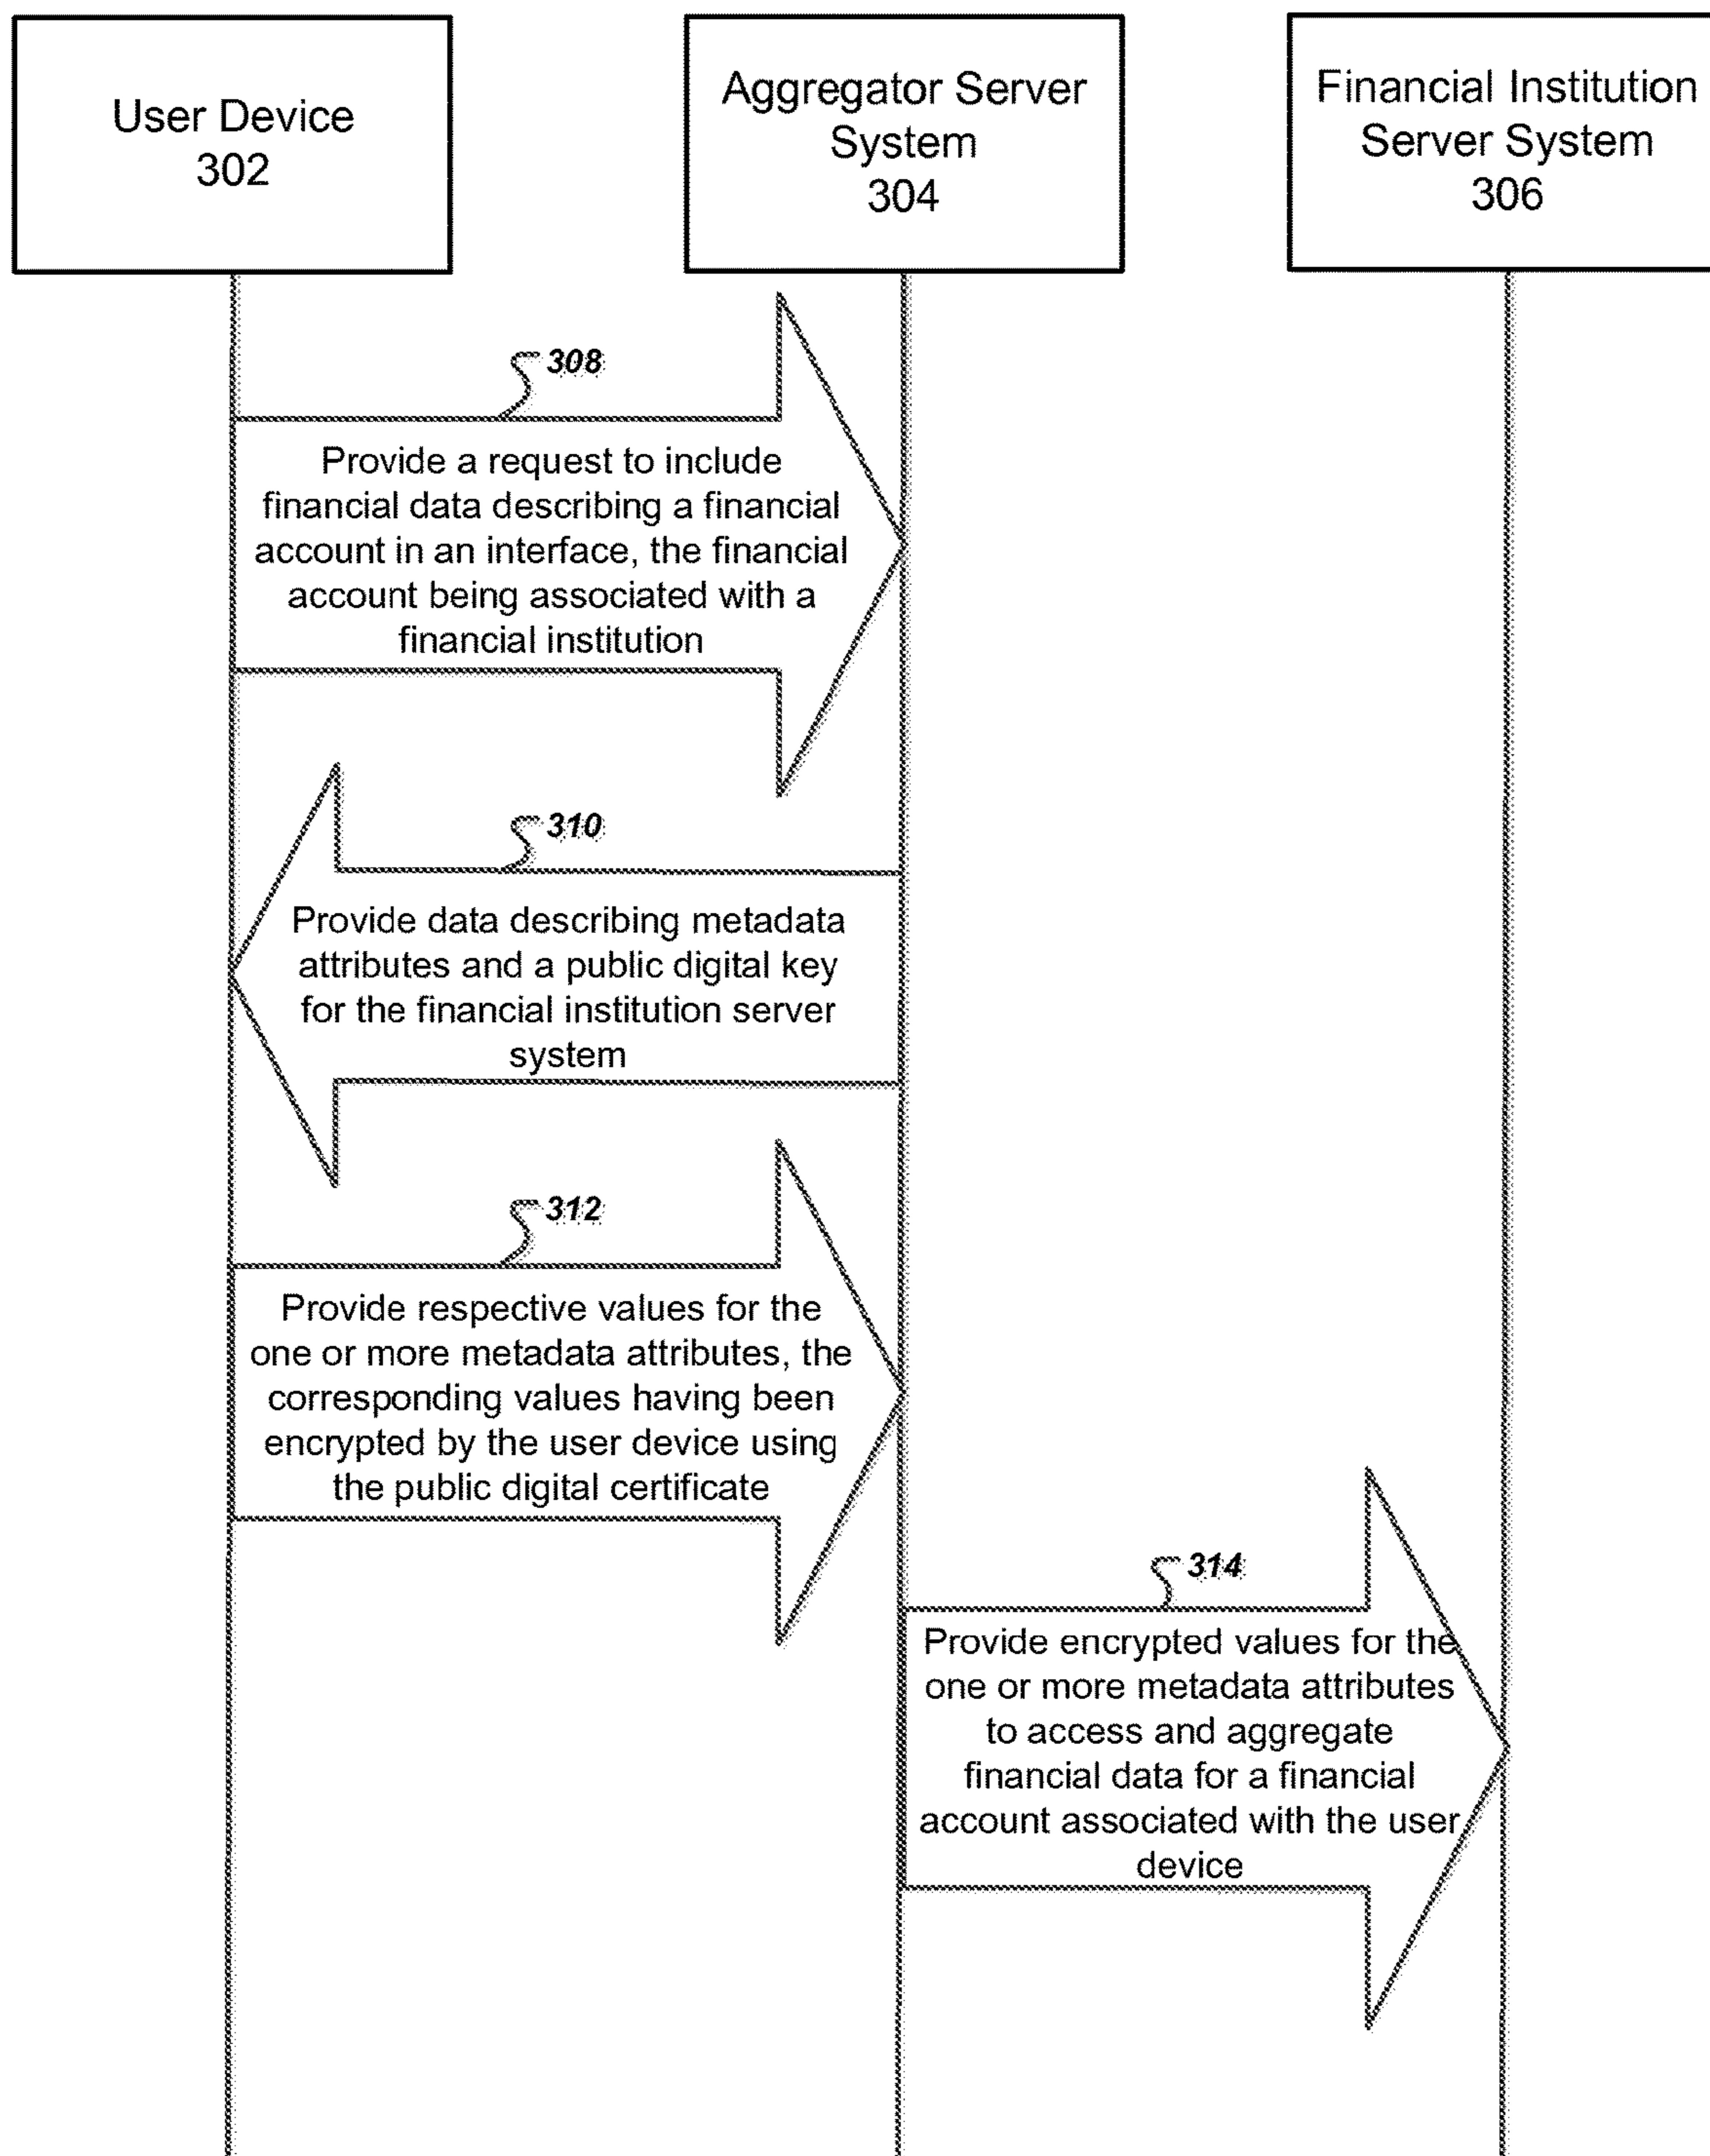 User Device
302
Aggregator Server
System
304
Financial Institution
Server System
306
308
Provide a request to include
financial data describing a financial
account in an interface, the financial
account being associated with a
financial institution
310
Provide data describing metadata
attributes and a public digital key
for the financial institution server
system
312
Provide respective values for the
one or more metadata attributes, the
corresponding values having been
encrypted by the user device using
the public digital certificate
314
Provide encrypted values for the
one or more metadata attributes
to access and aggregate
financial data for a financial
account associated with the user
device